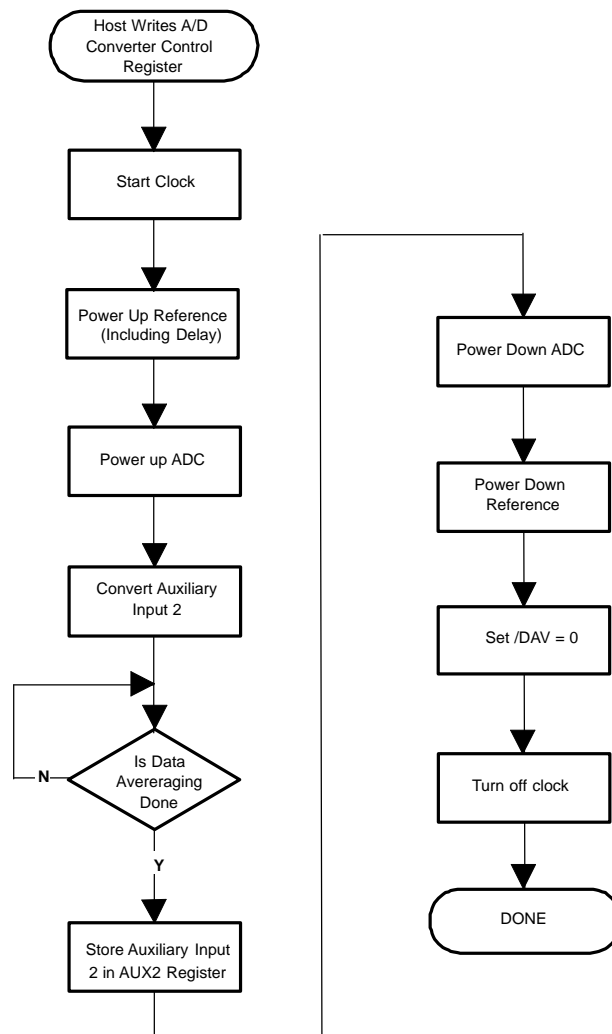 Host Writes A/D
Converter Control
Register
Start Clock
Power Up Reference
(Including Delay)
Power up ADC
Convert Auxiliary
Input 2
Is Data
Avereraging
Done
N
Y
Store Auxiliary Input
2 in AUX2 Register
Power Down ADC
Power Down
Reference
Set /DAV = 0
Turn off clock
DONE